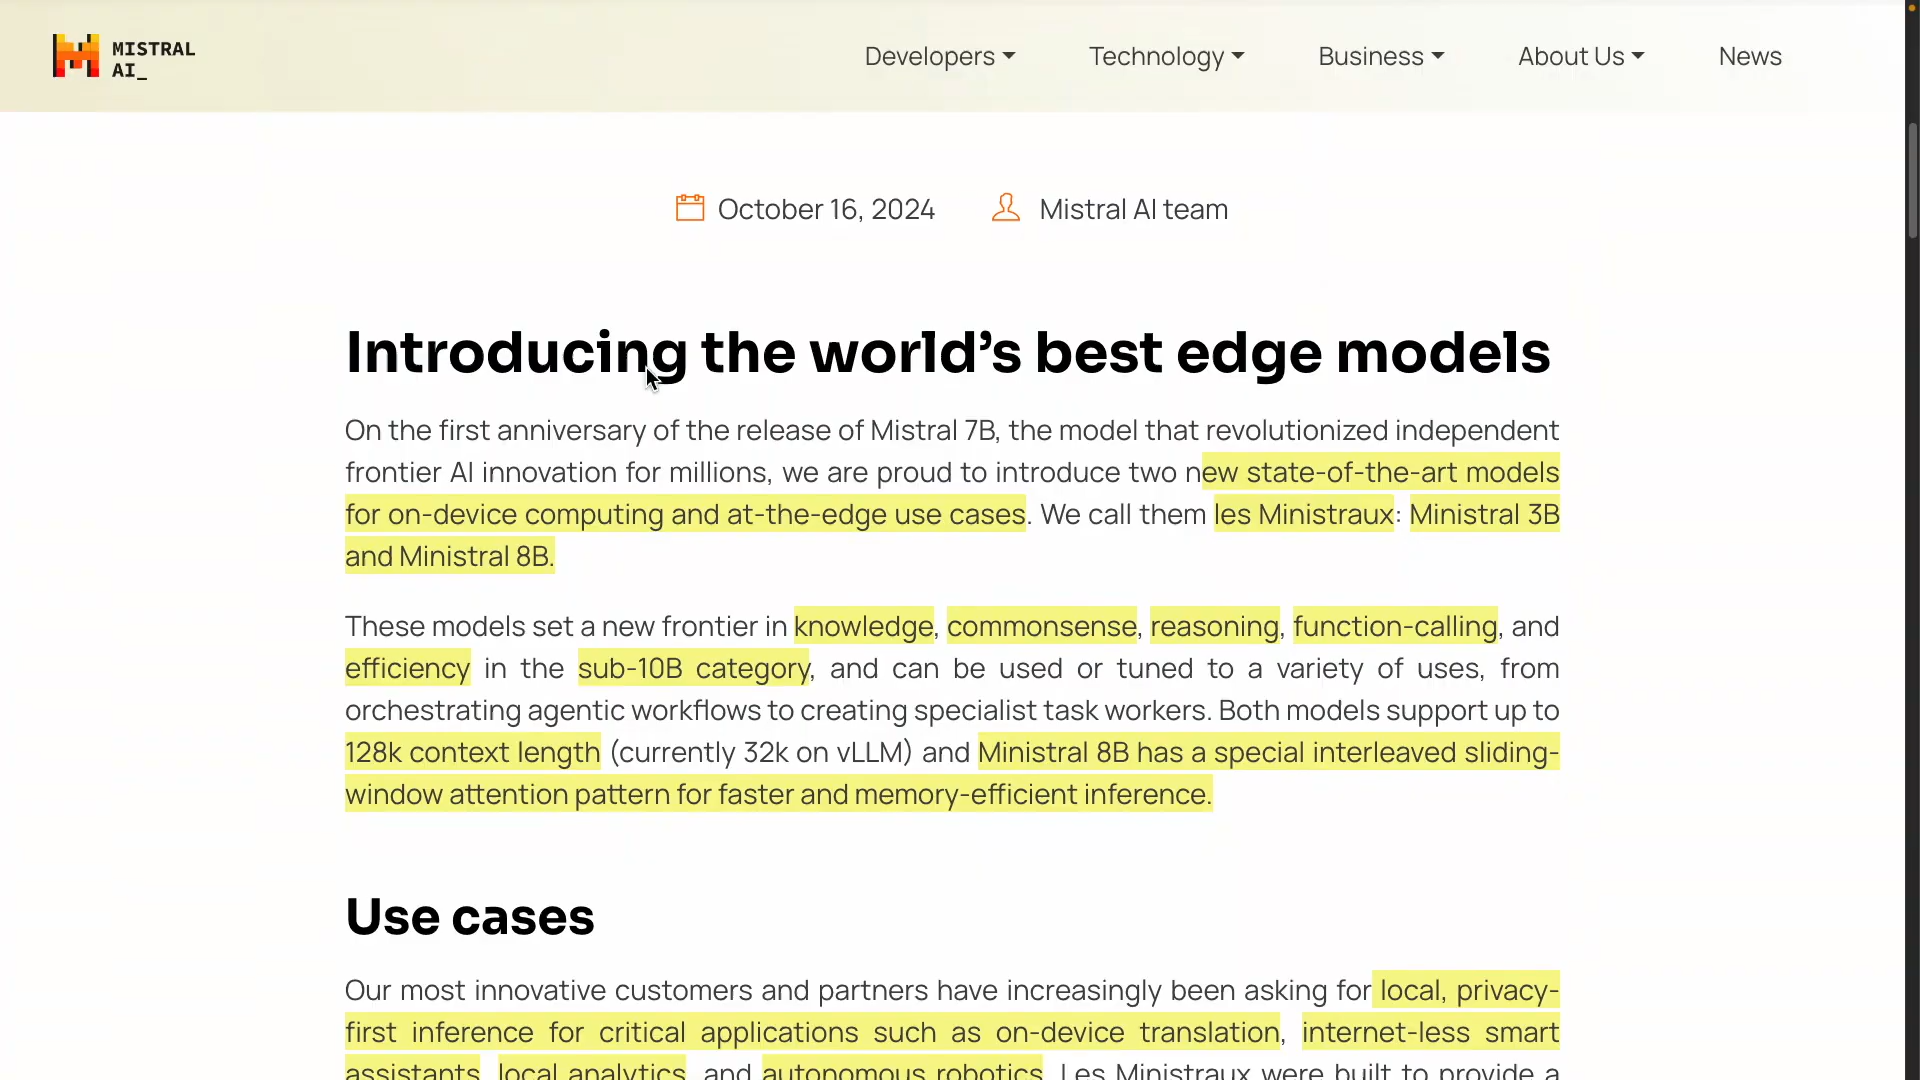 MISTRAL
AI_
Developers
Technology
Business
About Us
News
October 16, 2024
Mistral AI team
Introducing the world’s best edge models
On the first anniversary of the release of Mistral 7B, the model that revolutionized independent
frontier AI innovation for millions, we are proud to introduce two new state-of-the-art models
for on-device computing and at-the-edge use cases. We call them les Ministraux: Ministral 3B
and Ministral 8B.
These models set a new frontier in knowledge, commonsense, reasoning, function-calling, and
efficiency in the sub-10B category, and can be used or tuned to a variety of uses, from
orchestrating agentic workflows to creating specialist task workers. Both models support up to
128k context length (currently 32k on vLLM) and Ministral 8B has a special interleaved sliding-
window attention pattern for faster and memory-efficient inference.
Use cases
Our most innovative customers and partners have increasingly been asking for local, privacy-
first inference for critical applications such as on-device translation, internet-less smart
assistants, local analytics, and autonomous robotics. Les Ministraux were built to provide a